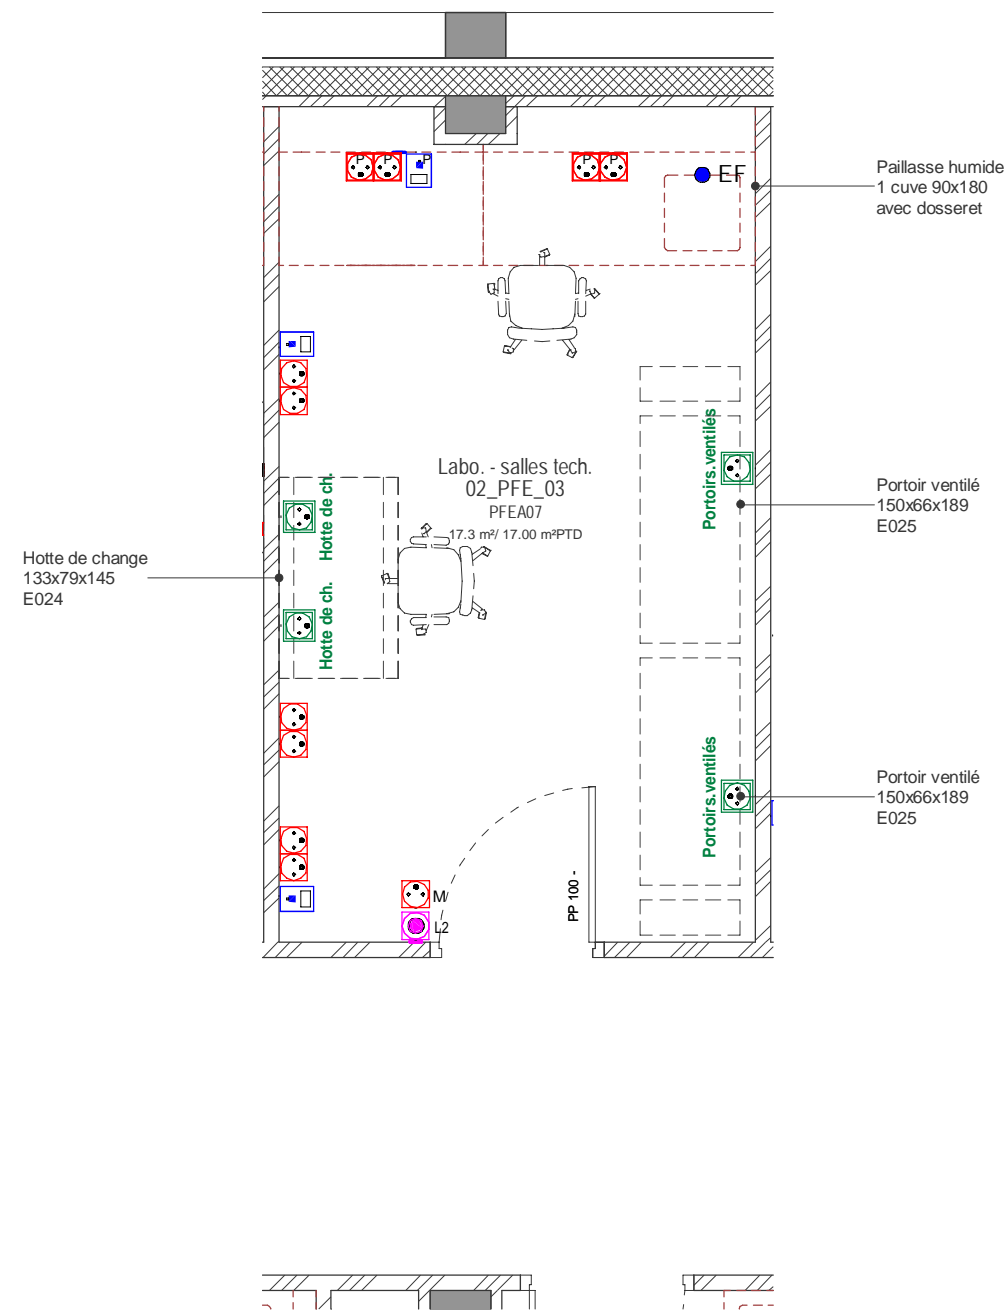 P P P
P P
EF
Paillasse humide
1 cuve 90x180
avec dosseret
Labo. - salles tech.
02_PFE_03
PFEA07
17.3 m²/ 17.00 m²PTD
Portoirs.ventilés
Portoir ventilé
150x66x189
E025
Hotte de ch.
Hotte de ch.
Hotte de change
133x79x145
E024
Portoirs.ventilés
Portoir ventilé
150x66x189
E025
PP 100 -
M/
L2